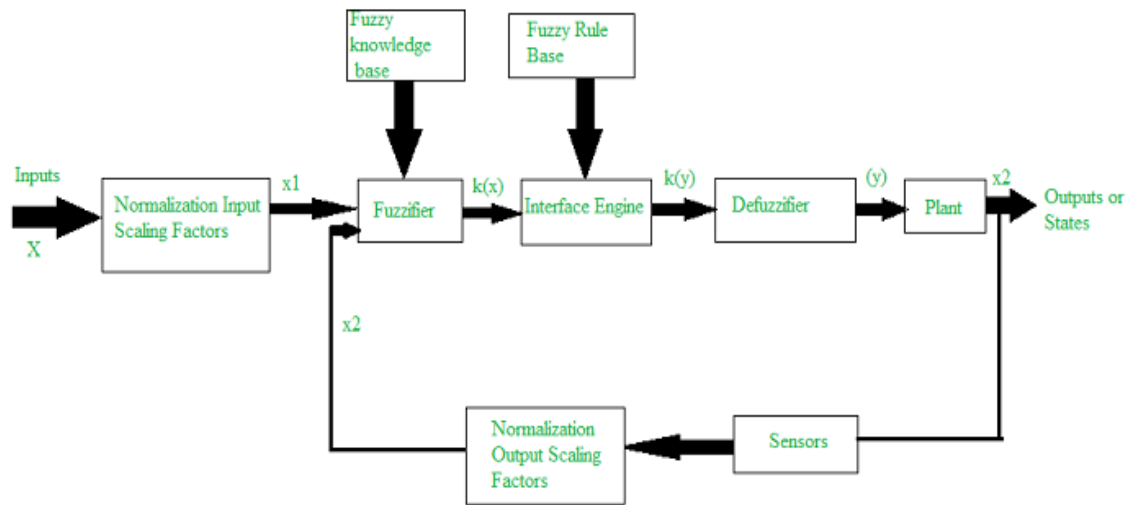 Fuzzy
knowledge
base
Fuzzy Rule
Base
Inputs
X
Normalization Input
Scaling Factors
x1
Fuzzifier
k(x)
Interface Engine
k(y)
Defuzzifier
(y)
Plant
x2
Outputs or
States
x2
Normalization
Output Scaling
Factors
Sensors